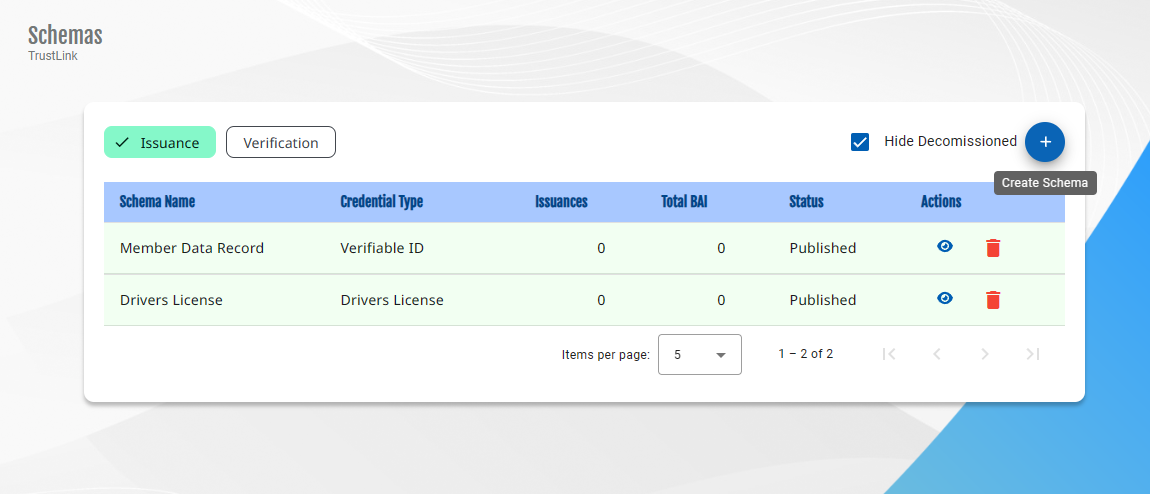 Schemas
TrustLink
Issuance Verification Hide Decomissioned +
Create Schema
Schema Name Credential Type Issuances Total BAI Status Actions
Member Data Record Verifiable ID 0 0 Published
Drivers License Drivers License 0 0 Published
Items per page: 5 1 – 2 of 2